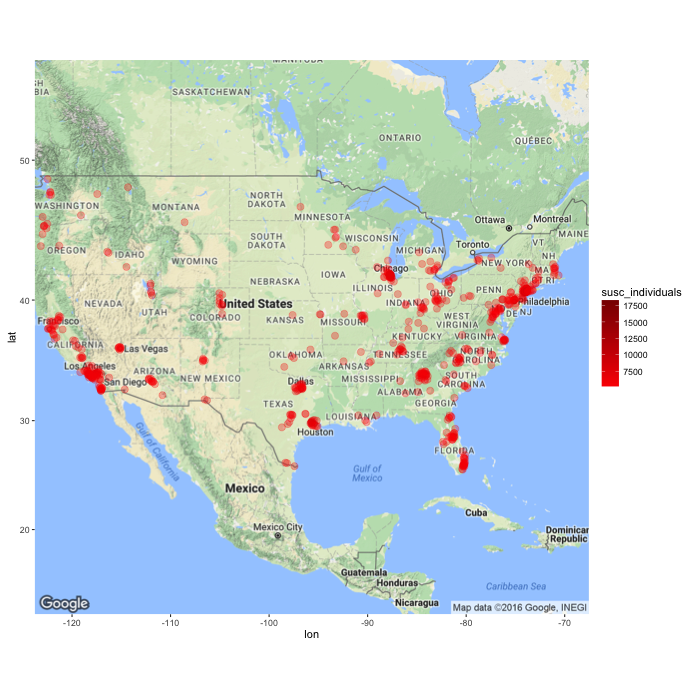 MANITOBA
SH
BIA
SASKATCHEWAN
ONTARIO
QUÉBEC
50
WASHINGTON
MONTANA
NORTH
DAKOTA
MINNESOTA
Ottawa
Montreal
MAINE
OREGON
IDAHO
SOUTH
DAKOTA
WISCONSIN
MICHIGAN
Toronto
VT
NH
NEW YORK
MA
WYOMING
Chicago
CT RI
IOWA
NEBRASKA
ILLINOIS
OHIO
PENN
40
NEVADA
UTAH
United States
COLORADO
INDIANA
Philadelphia
DE NJ
Francisco
KANSAS
MISSOURI
WEST
VIRGINIA
KENTUCKY
VIRGINIA
CALIFORNIA
Las Vegas
OKLAHOMA
TENNESSEE
NORTH
CAROLINA
Los Angeles
ARIZONA
NEW MEXICO
ARKANSAS
San Diego
Dallas
MISSISSIPPI
SOUTH
CAROLINA
ALABAMA
TEXAS
GEORGIA
LOUISIANA
30
Houston
FLORIDA
Gulf of
California
Gulf of
Mexico
Mexico
Cuba
20
Mexico City
Dominican
Republic
Guatemala
Honduras
Caribbean Sea
Nicaragua
Google
Map data ©2016 Google, INEGI
-120
-110
-100
-90
-80
-70
lon
lat
susc_individuals
17500
15000
12500
10000
7500